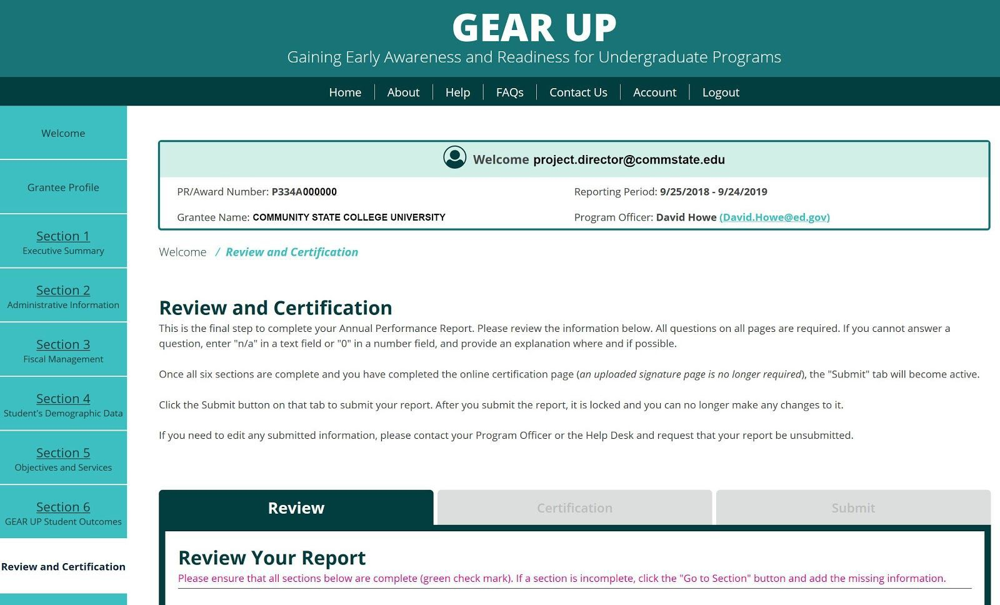 GEAR UP
Gaining Early Awareness and Readiness for Undergraduate Programs
Home
About
Help
FAQs
Contact Us
Account
Logout
Welcome
Grantee Profile
Section 1
Executive Summary
Section 2
Administrative Information
Section 3
Fiscal Management
Section 4
Student's Demographic Data
Section 5
Objectives and Services
Section 6
GEAR UP Student Outcomes
Review and Certification
Welcome project.director@commstate.edu
PR/Award Number: P334A000000
Reporting Period: 9/25/2018 - 9/24/2019
Grantee Name: COMMUNITY STATE COLLEGE UNIVERSITY
Program Officer: David Howe (David.Howe@ed.gov)
Welcome / Review and Certification
Review and Certification
This is the final step to complete your Annual Performance Report. Please review the information below. All questions on all pages are required. If you cannot answer a
question, enter "n/a" in a text field or "0" in a number field, and provide an explanation where and if possible.
Once all six sections are complete and you have completed the online certification page (an uploaded signature page is no longer required), the "Submit" tab will become active.
Click the Submit button on that tab to submit your report. After you submit the report, it is locked and you can no longer make any changes to it.
If you need to edit any submitted information, please contact your Program Officer or the Help Desk and request that your report be unsubmitted.
Review
Certification
Submit
Review Your Report
Please ensure that all sections below are complete (green check mark). If a section is incomplete, click the "Go to Section" button and add the missing information.